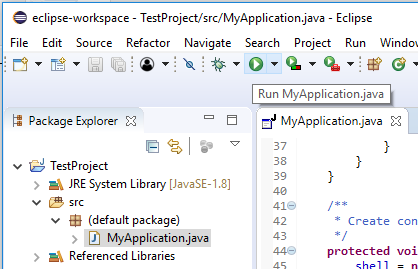 eclipse-workspace - TestProject/src/MyApplication.java - Eclipse
File Edit Source Refactor Navigate Search Project Run Window
Run MyApplication.java
Package Explorer
MyApplication.java
TestProject
JRE System Library [JavaSE-1.8]
src
(default package)
MyApplication.java
Referenced Libraries
37 }
38 }
39 }
40
41 /**
42 * Create con
43 */
44 protected voi
45 shell = n